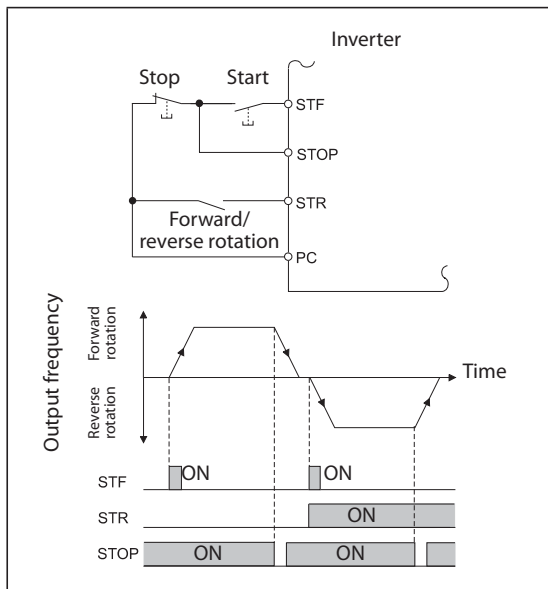 Inverter
Stop
Start
STF
STOP
STR
Forward/
reverse rotation
PC
Output frequency
Forward
rotation
Reverse
rotation
Time
STF
ON
ON
STR
ON
STOP
ON
ON